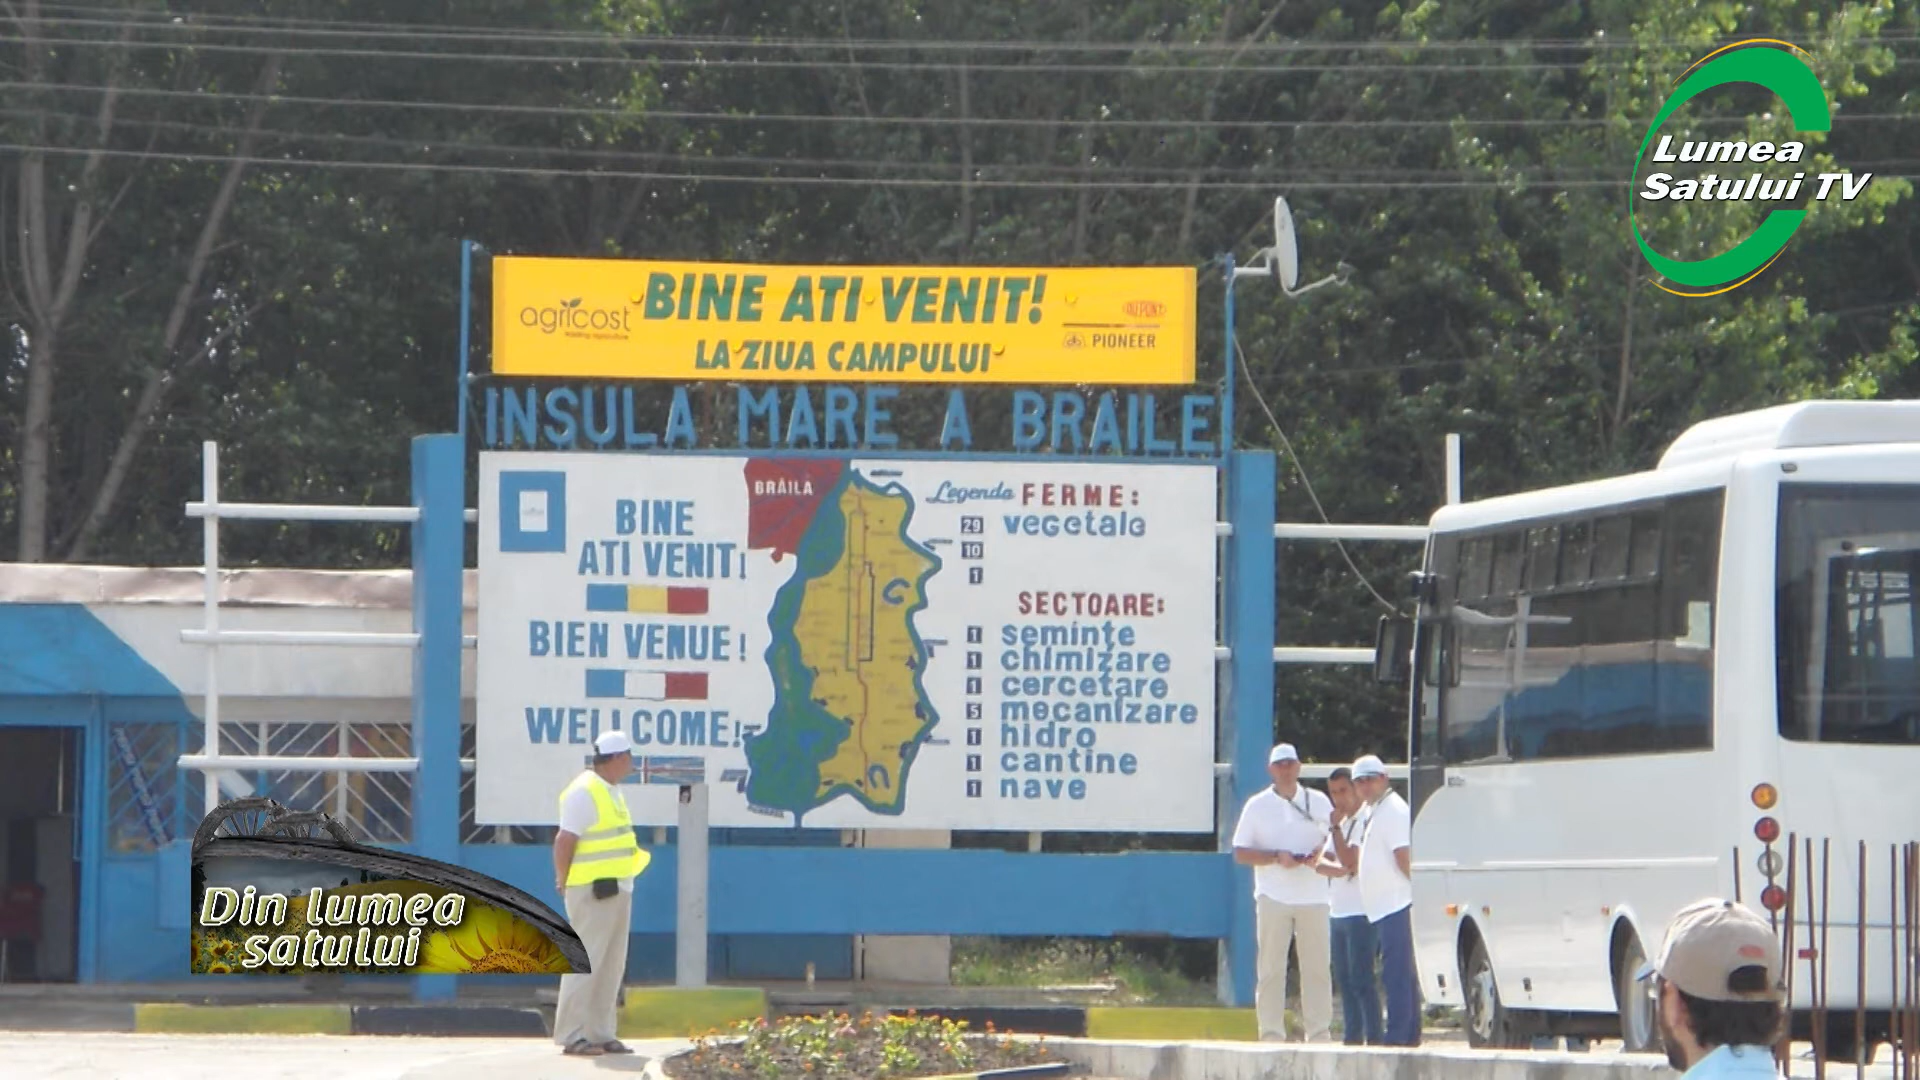 Lumea
Satului TV
agricost
BINE ATI VENIT!
LA ZIUA CAMPULUI
DUPONT
PIONEER
INSULA MARE A BRAILEI
BINE
ATI VENIT!
BIEN VENUE!
WELLCOME!
BRĂILA
Legenda FERME:
29 vegetale
10
1
SECTOARE:
1 semințe
1 chimizare
1 cercetare
5 mecanizare
1 hidro
1 cantine
1 nave
Din lumea
satului